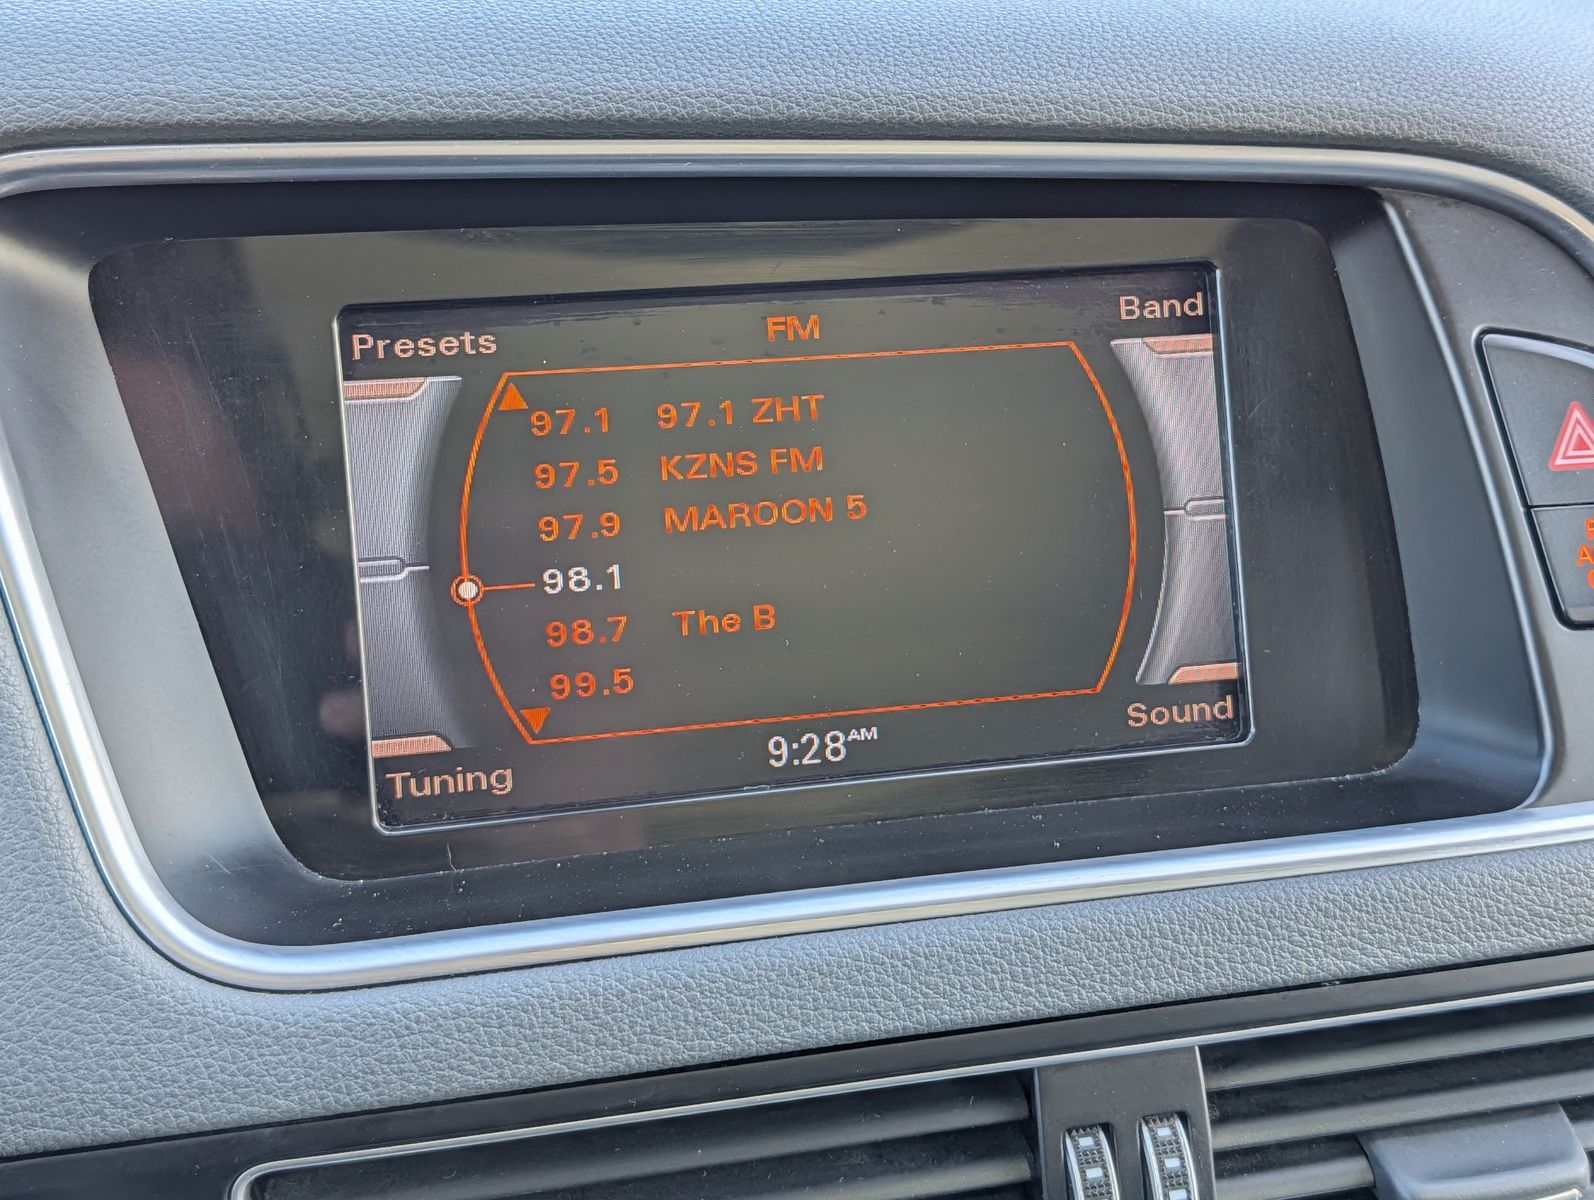 Presets
FM
Band
97.1 97.1 ZHT
97.5 KZNS FM
97.9 MAROON 5
98.1
98.7 The B
99.5
Tuning
9:28AM
Sound